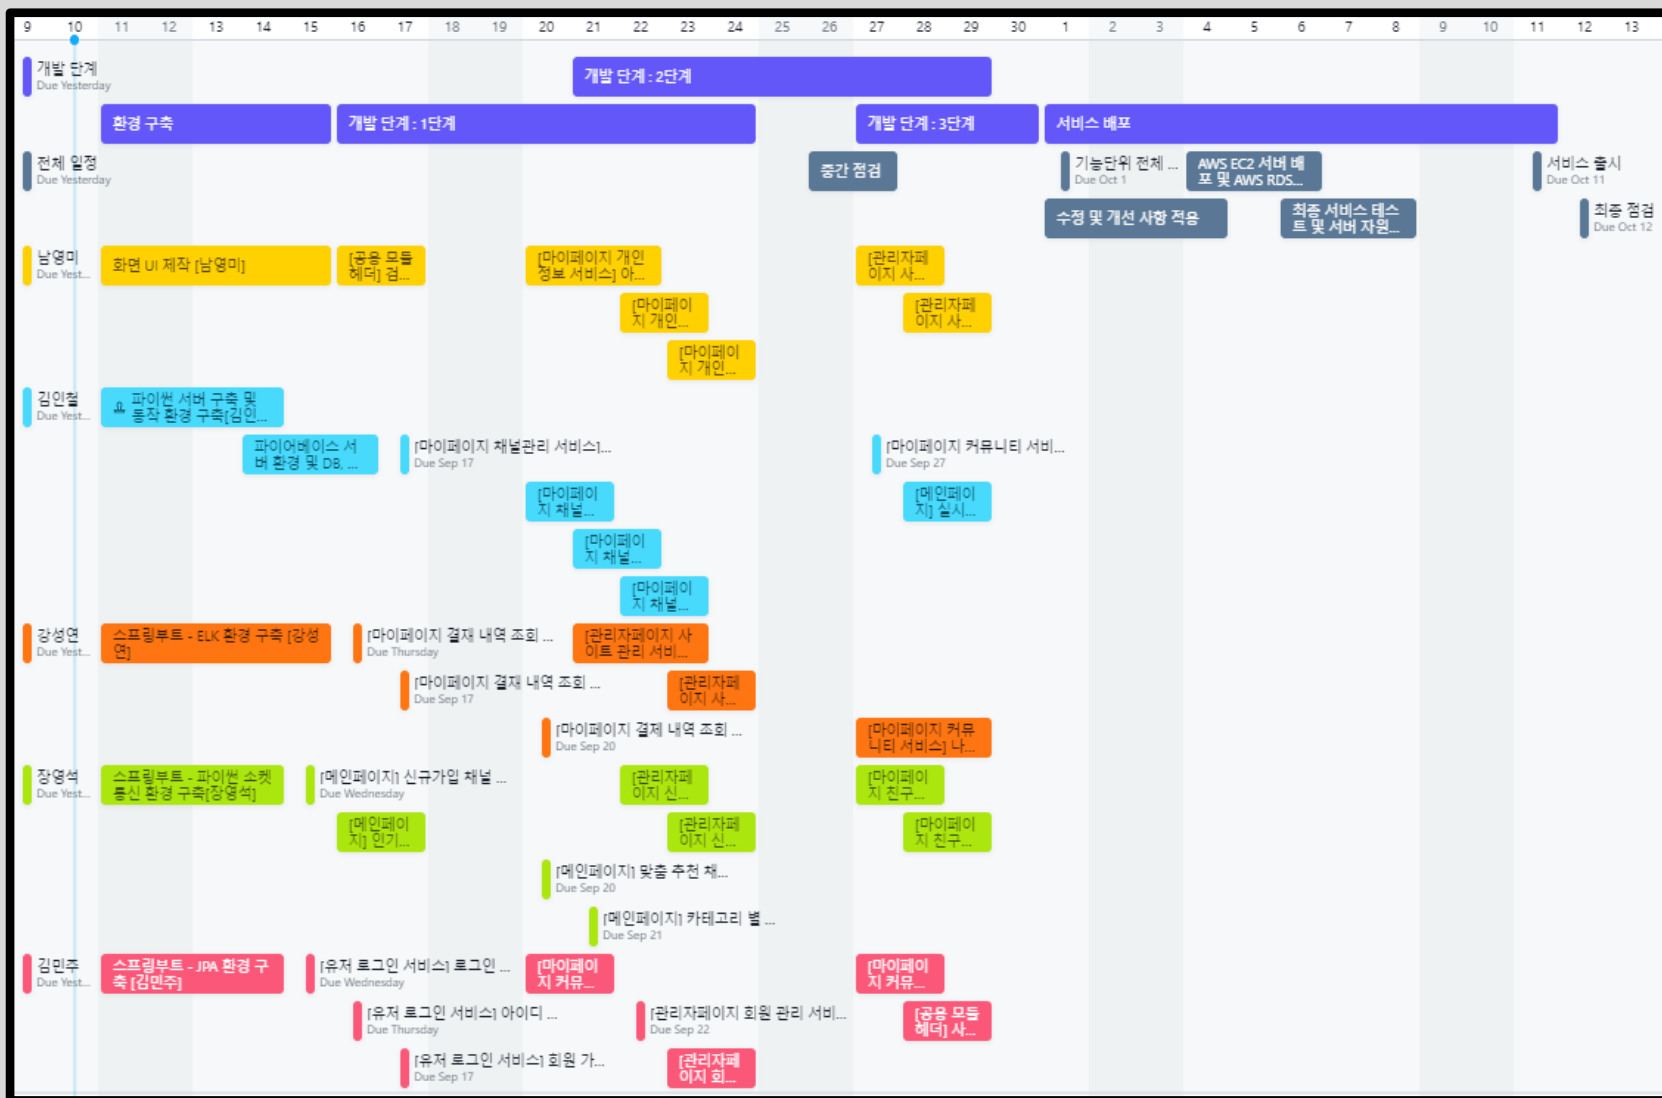 9 10 11 12 13 14 15 16 17 18 19 20 21 22 23 24 25 26 27 28 29 30 1 2 3 4 5 6 7 8 9 10 11 12 13
개발 단계
Due Yesterday
개발 단계 : 2단계
환경 구축
개발 단계 : 1단계
개발 단계 : 3단계
서비스 배포
전체 일정
Due Yesterday
중간 점검
기능단위 전체 ...
Due Oct 1
AWS EC2 서버 배
포 및 AWS RDS...
서비스 출시
Due Oct 11
수정 및 개선 사항 적용
최종 서비스 테스
트 및 서버 자원...
최종 점검
Due Oct 12
남영미
Due Yest...
화면 UI 제작 [남영미]
[공용 모듈
헤더] 검...
[마이페이지 개인
정보 서비스] 아...
[관리자페
이지 사...
[마이페이
지 개인...
[관리자페
이지 사...
[마이페이
지 개인...
김인철
Due Yest...
파이썬 서버 구축 및
동작 환경 구축[김인...
파이어베이스 서
버 환경 및 DB, ...
[마이페이지 채널관리 서비스]...
Due Sep 17
[마이페이지 커뮤니티 서비...
Due Sep 27
[마이페이
지 채널...
[메인페이
지] 실시...
[마이페이
지 채널...
[마이페이
지 채널...
강성연
Due Yest...
스프링부트 - ELK 환경 구축 [강성
연]
[마이페이지 결재 내역 조회 ...
Due Thursday
[관리자페이지 사
이트 관리 서비...
[마이페이지 결재 내역 조회 ...
Due Sep 17
[관리자페
이지 사...
[마이페이지 결제 내역 조회 ...
Due Sep 20
[마이페이지 커뮤
니티 서비스] 나...
장영석
Due Yest...
스프링부트 - 파이썬 소켓
통신 환경 구축[장영석]
[메인페이지] 신규가입 채널 ...
Due Wednesday
[관리자페
이지 신...
[마이페이
지 친구...
[메인페이
지] 인기...
[관리자페
이지 신...
[마이페이
지 친구...
[메인페이지] 맞춤 추천 채...
Due Sep 20
[메인페이지] 카테고리 별 ...
Due Sep 21
김민주
Due Yest...
스프링부트 - JPA 환경 구
축 [김민주]
[유저 로그인 서비스] 로그인 ...
Due Wednesday
[마이페이
지 커뮤...
[마이페이
지 커뮤...
[유저 로그인 서비스] 아이디 ...
Due Thursday
[관리자페이지 회원 관리 서비...
Due Sep 22
[공용 모듈
헤더] 사...
[유저 로그인 서비스] 회원 가...
Due Sep 17
[관리자페
이지 회...